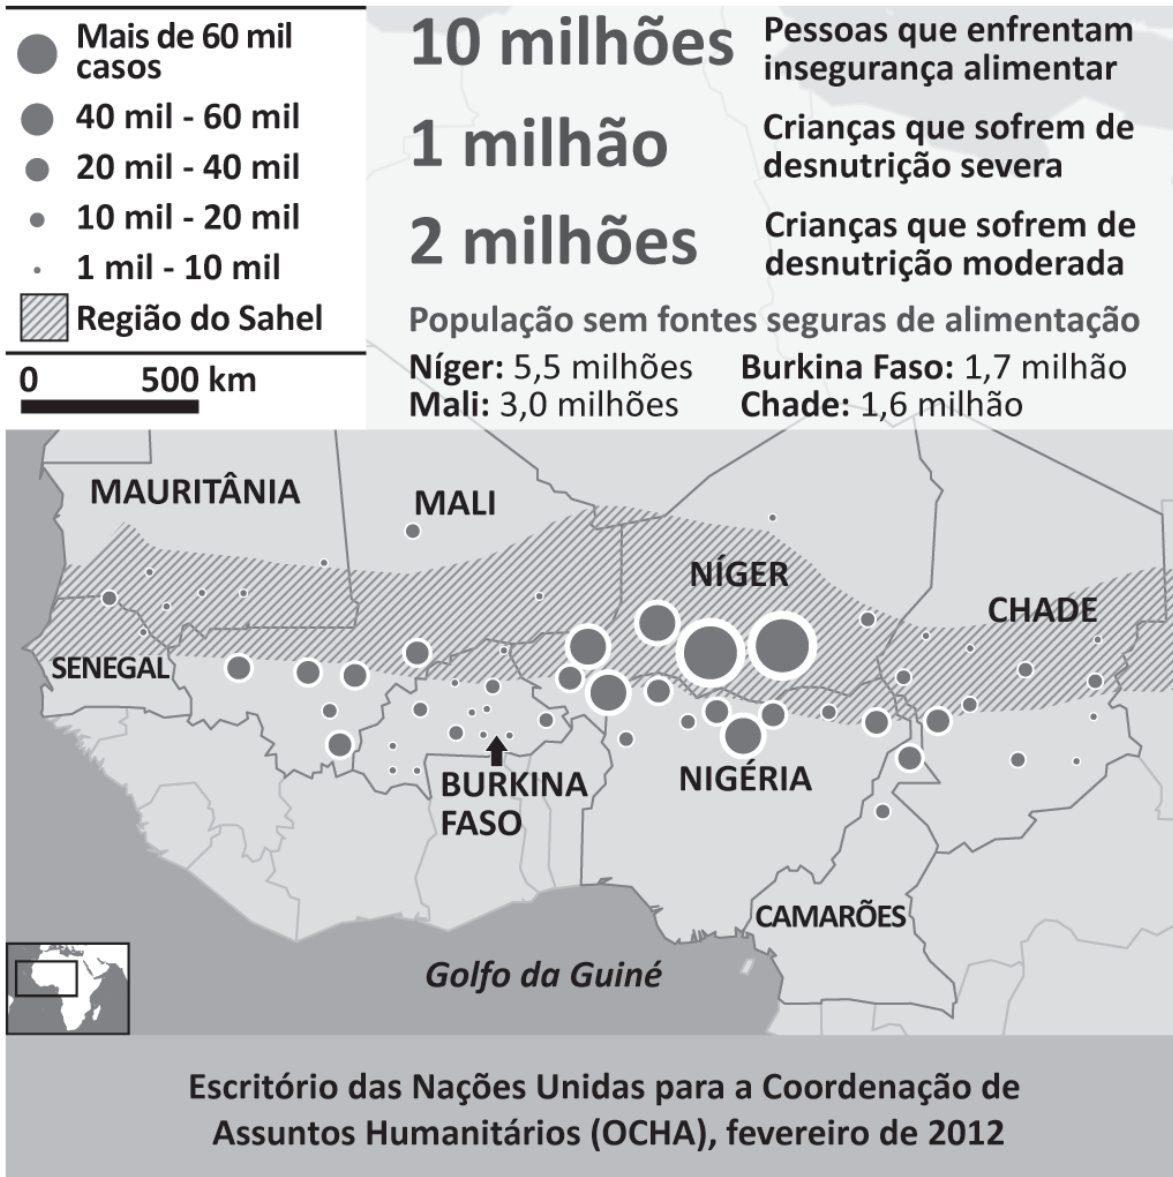 Mais de 60 mil
casos
40 mil - 60 mil
20 mil - 40 mil
10 mil - 20 mil
1 mil - 10 mil
Região do Sahel
0 500 km
10 milhões
Pessoas que enfrentam
insegurança alimentar
1 milhão
Crianças que sofrem de
desnutrição severa
2 milhões
Crianças que sofrem de
desnutrição moderada
População sem fontes seguras de alimentação
Níger: 5,5 milhões Burkina Faso: 1,7 milhão
Mali: 3,0 milhões Chade: 1,6 milhão
MAURITÂNIA
MALI
NÍGER
CHADE
SENEGAL
BURKINA
FASO
NIGÉRIA
CAMARÕES
Golfo da Guiné
Escritório das Nações Unidas para a Coordenação de
Assuntos Humanitários (OCHA), fevereiro de 2012